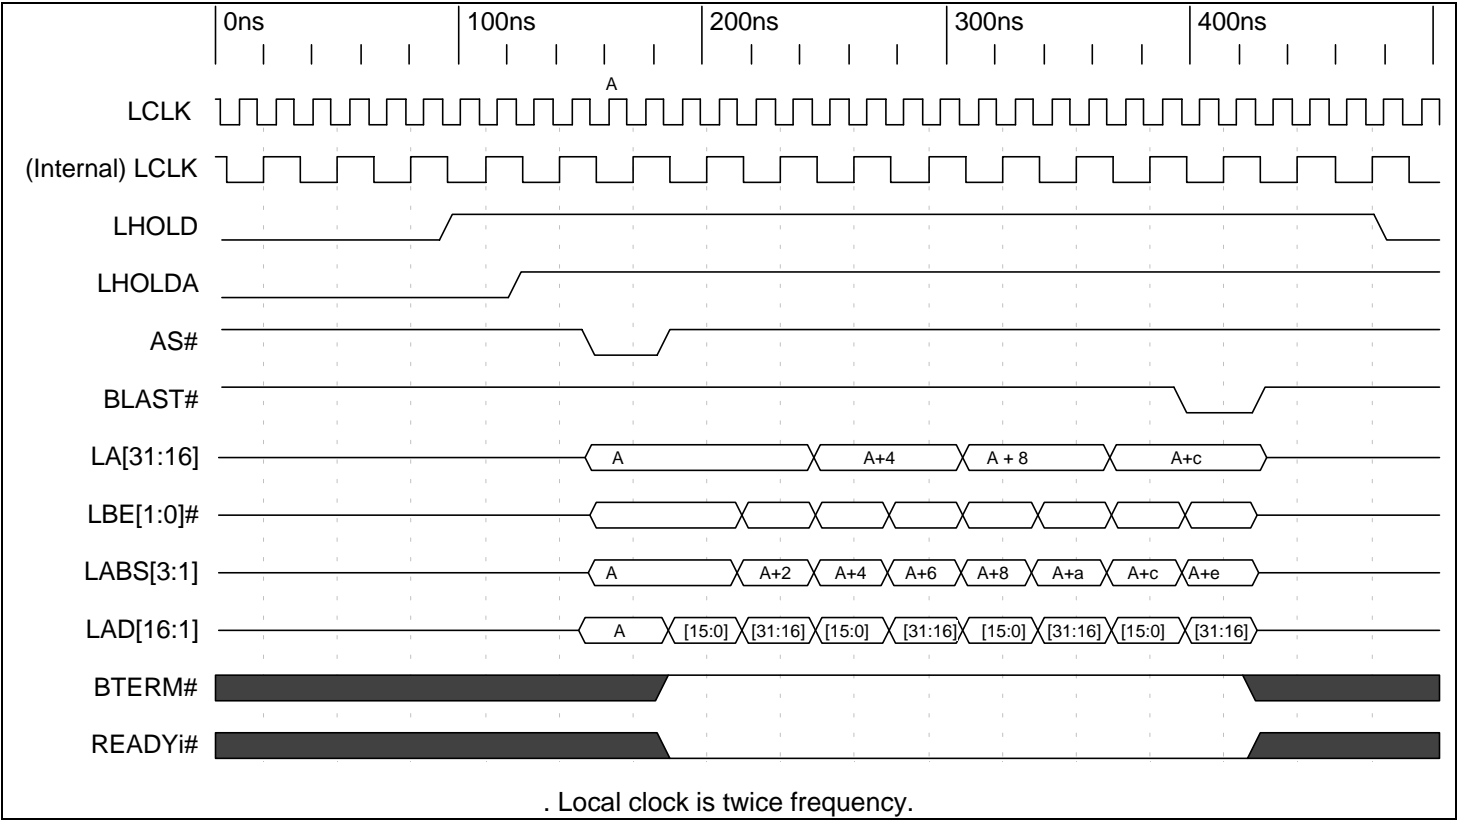 0ns 100ns 200ns 300ns 400ns
A
LCLK
(Internal) LCLK
LHOLD
LHOLDA
AS#
BLAST#
LA[31:16] A A+4 A + 8 A+c
LBE[1:0]#
LABS[3:1] A A+2 A+4 A+6 A+8 A+a A+c A+e
LAD[16:1] A [15:0] [31:16] [15:0] [31:16] [15:0] [31:16] [15:0] [31:16]
BTERM#
READYi#
. Local clock is twice frequency.